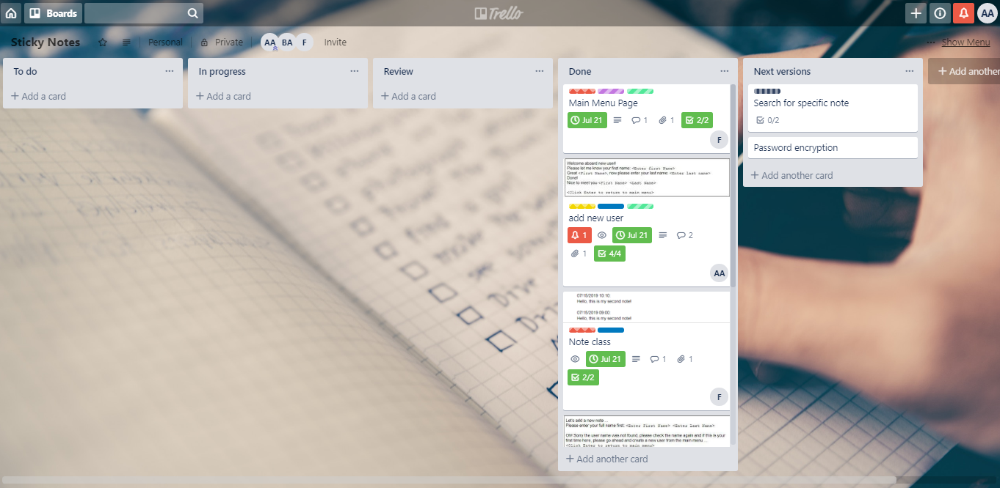 Boards
Trello
AA
Sticky Notes
Personal
Private
AA BA F
Invite
... Show Menu
To do ...
+ Add a card
In progress ...
+ Add a card
Review ...
+ Add a card
Done ...
Main Menu Page
Jul 21 1 1 2/2
F
Welcome aboard new user!
Please let me know your first name: <Enter first Name>
Great <First Name>, now please enter your last name: <Enter last name>
Done!
Nice to meet you <First Name> <Last Name>
<Click Enter to return to main menu>
add new user
1 Jul 21 2
1 4/4
AA
07/15/2019 10:10:
Hello, this is my second note!
07/15/2019 09:00:
Hello, this is my second note!
Note class
Jul 21 1 1
2/2
F
Let's add a new note ...
Please enter your full name first: <Enter First Name> <Enter Last Name>
Oh! Sorry the user name was not found, please check the name again and if this is your
first time here, please go ahead and create a new user from the main menu ...
<Click Enter to return to main menu>
+ Add another card
Next versions ...
Search for specific note
0/2
Password encryption
+ Add another card
+ Add another